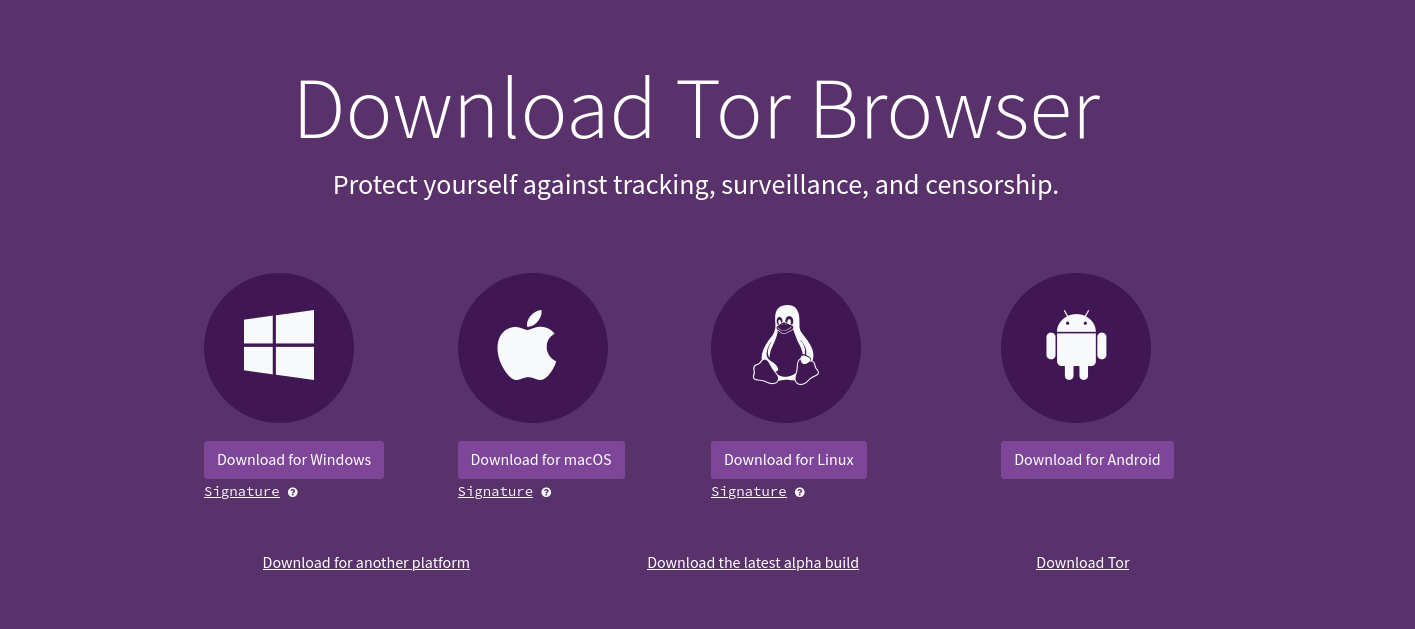 Download Tor Browser
Protect yourself against tracking, surveillance, and censorship.
Download for Windows
Signature ?
Download for macOS
Signature ?
Download for Linux
Signature ?
Download for Android
Download for another platform
Download the latest alpha build
Download Tor